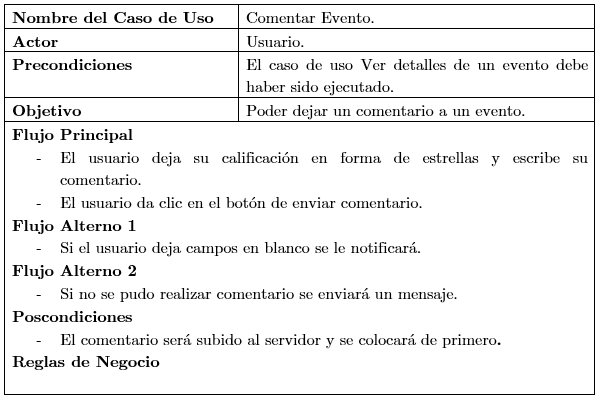 Nombre del Caso de Uso Comentar Evento.
Actor Usuario.
Precondiciones El caso de uso Ver detalles de un evento debe
haber sido ejecutado.
Objetivo Poder dejar un comentario a un evento.
Flujo Principal
- El usuario deja su calificación en forma de estrellas y escribe su
comentario.
- El usuario da clic en el botón de enviar comentario.
Flujo Alterno 1
- Si el usuario deja campos en blanco se le notificará.
Flujo Alterno 2
- Si no se pudo realizar comentario se enviará un mensaje.
Poscondiciones
- El comentario será subido al servidor y se colocará de primero.
Reglas de Negocio